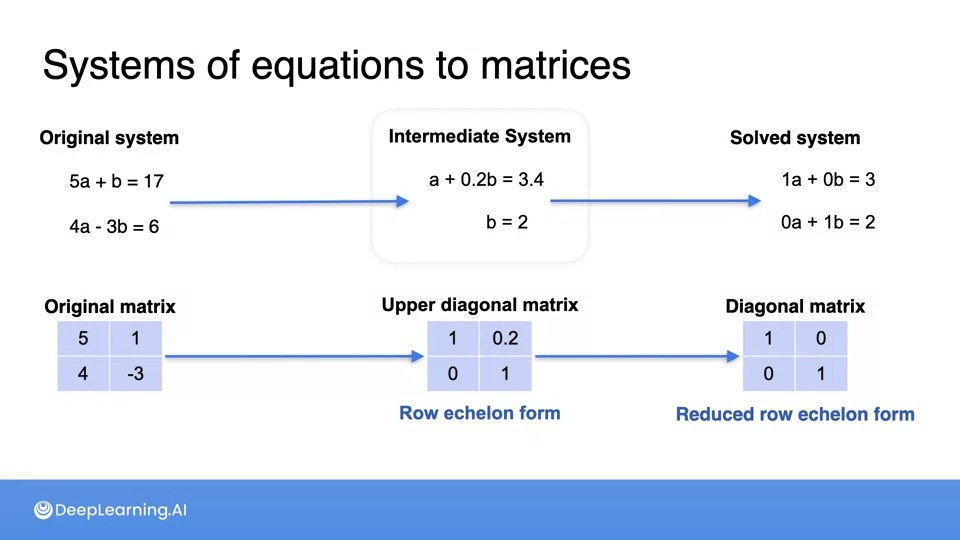 Systems of equations to matrices
Original system
5a + b = 17
4a - 3b = 6
Intermediate System
a + 0.2b = 3.4
b = 2
Solved system
1a + 0b = 3
0a + 1b = 2
Original matrix
5 1
4 -3
Upper diagonal matrix
1 0.2
0 1
Row echelon form
Diagonal matrix
1 0
0 1
Reduced row echelon form
DeepLearning.AI